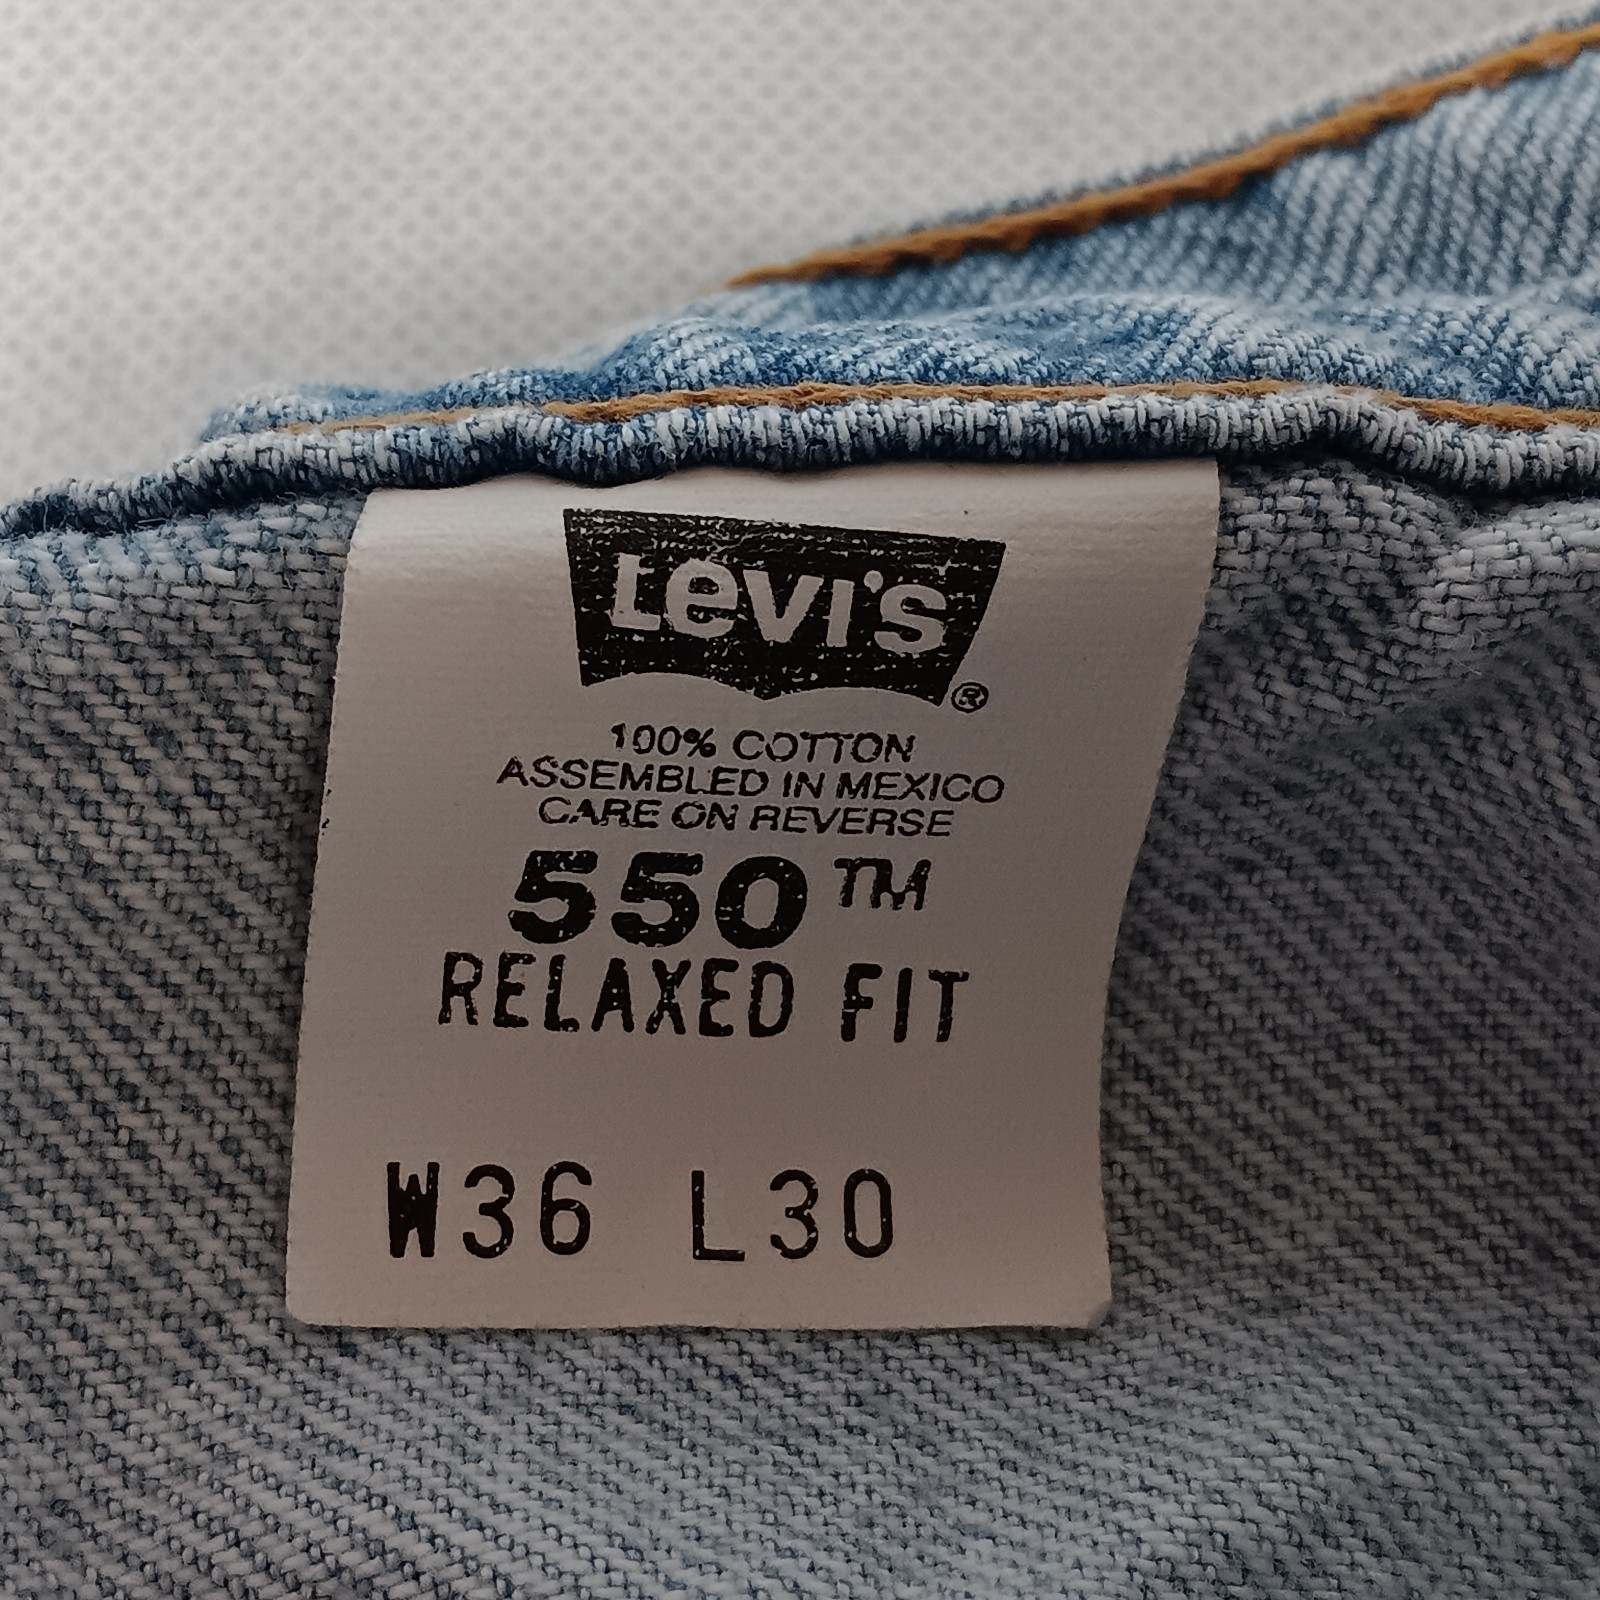 Levi's®
100% COTTON
ASSEMBLED IN MEXICO
CARE ON REVERSE
550™
RELAXED FIT
W36 L30